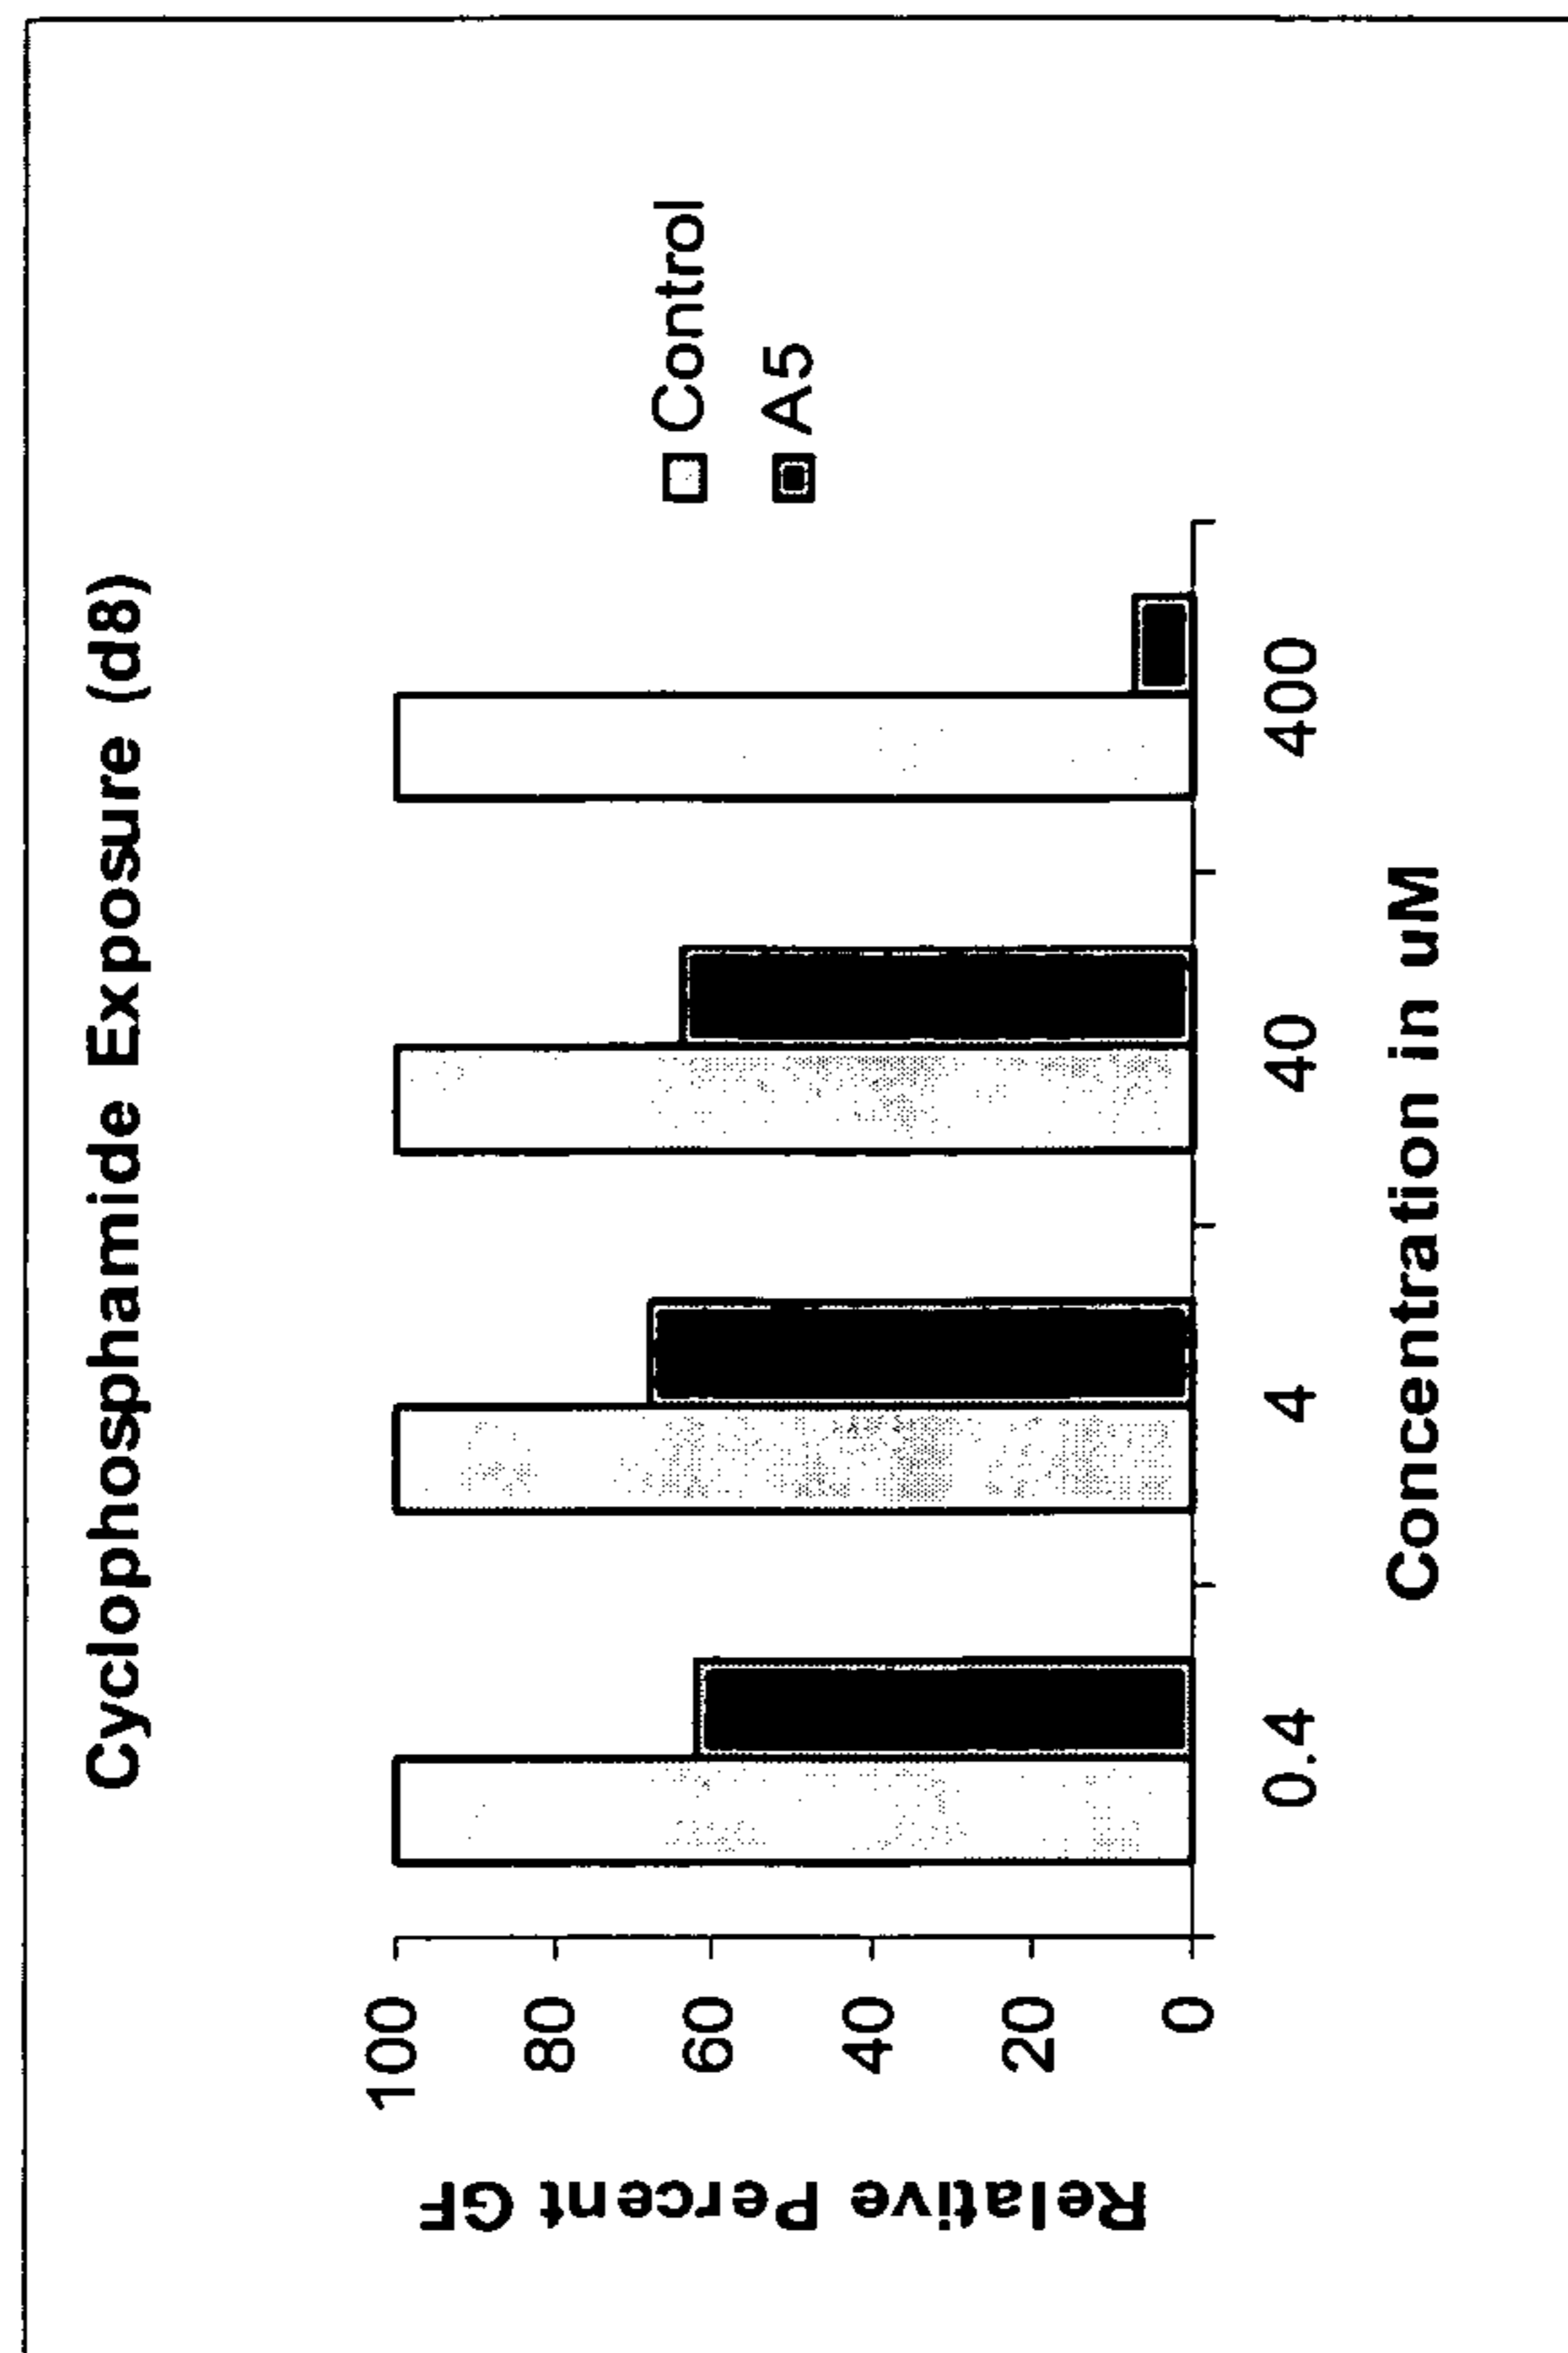 Cyclophosphamide Exposure (d8)
Relative Percent GF
100
80
60
40
20
0
0.4
4
40
400
Concentration in uM
Control
A5